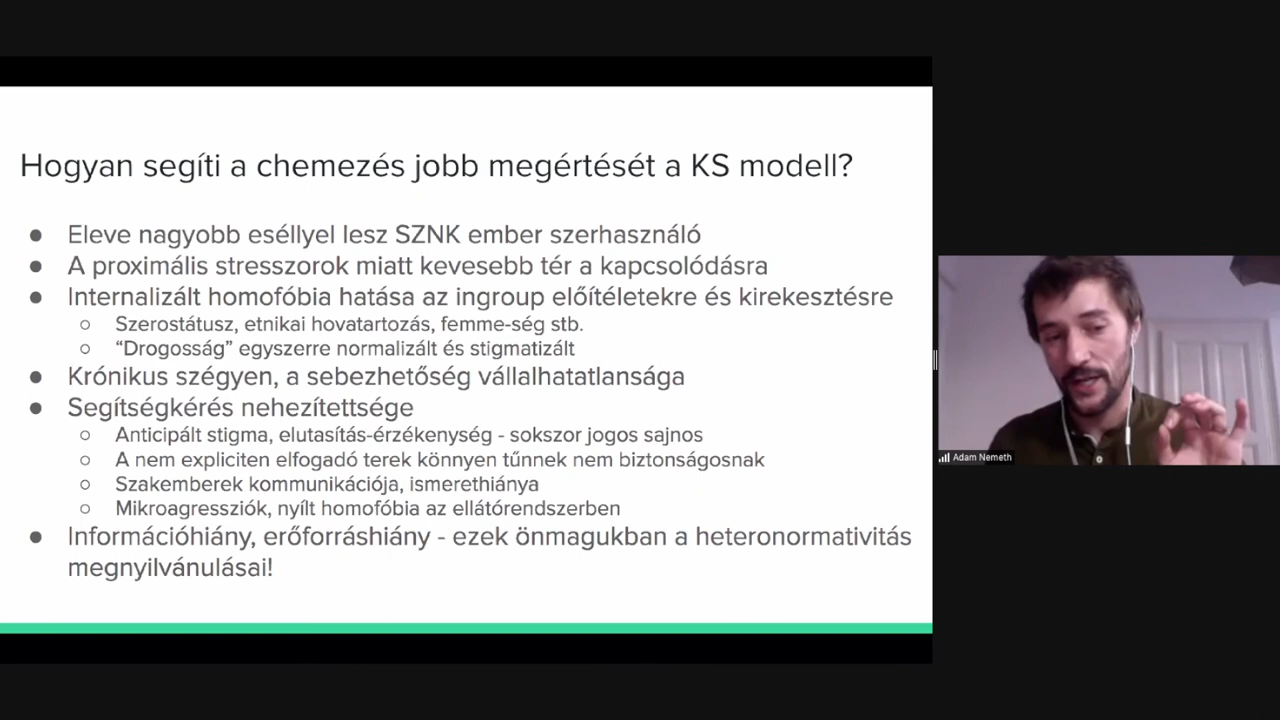 Hogyan segíti a chemezés jobb megértését a KS modell?
● Eleve nagyobb eséllyel lesz SZNK ember szerhasználó
● A proximális stresszorok miatt kevesebb tér a kapcsolódásra
● Internalizált homofóbia hatása az ingroup előítéletekre és kirekesztésre
○ Szerostátusz, etnikai hovatartozás, femme-ség stb.
○ “Drogosság” egyszerre normalizált és stigmatizált
● Krónikus szégyen, a sebezhetőség vállalhatatlansága
● Segítségkérés nehezítettsége
○ Anticipált stigma, elutasítás-érzékenység - sokszor jogos sajnos
○ A nem expliciten elfogadó terek könnyen tűnnek nem biztonságosnak
○ Szakemberek kommunikációja, ismerethiánya
○ Mikroagressziók, nyílt homofóbia az ellátórendszerben
● Információhiány, erőforráshiány - ezek önmagukban a heteronormativitás
megnyilvánulásai!
Adam Nemeth